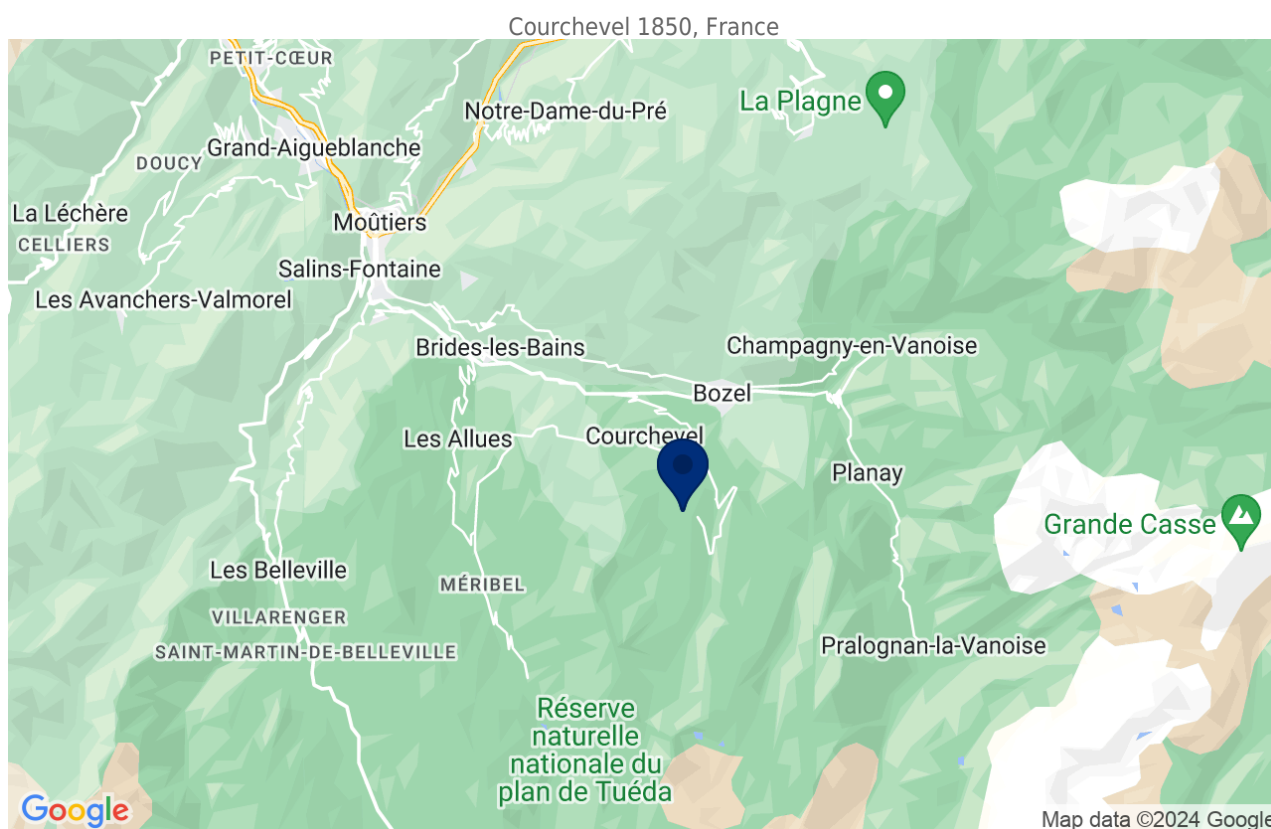 Courchevel 1850, France
PETIT-CŒUR
La Plagne
Notre-Dame-du-Pré
Grand-Aigueblanche
DOUCY
La Léchère
Moûtiers
CELLIERS
Salins-Fontaine
Les Avanchers-Valmorel
Brides-les-Bains
Champagny-en-Vanoise
Bozel
Les Allues
Courchevel
Planay
Grande Casse
Les Belleville
MÉRIBEL
VILLARENGER
SAINT-MARTIN-DE-BELLEVILLE
Pralognan-la-Vanoise
Réserve
naturelle
nationale du
plan de Tuéda
Google
Map data ©2024 Google